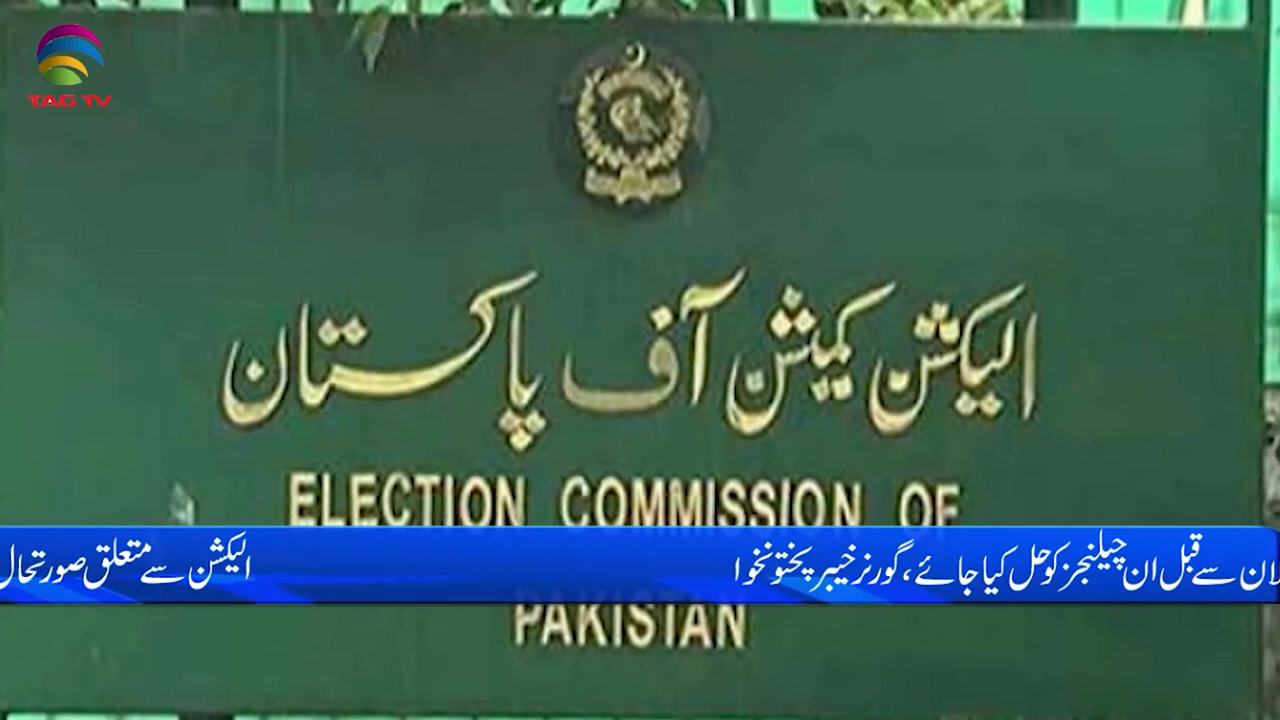 TAG TV
الیکشن کمیشن آف پاکستان
ELECTION COMMISSION OF
سے قبل ان چیلنجز کو حل کیا جائے، گورنر خیبر پختونخوا
الیکشن سے متعلق صورتحال
PAKISTAN